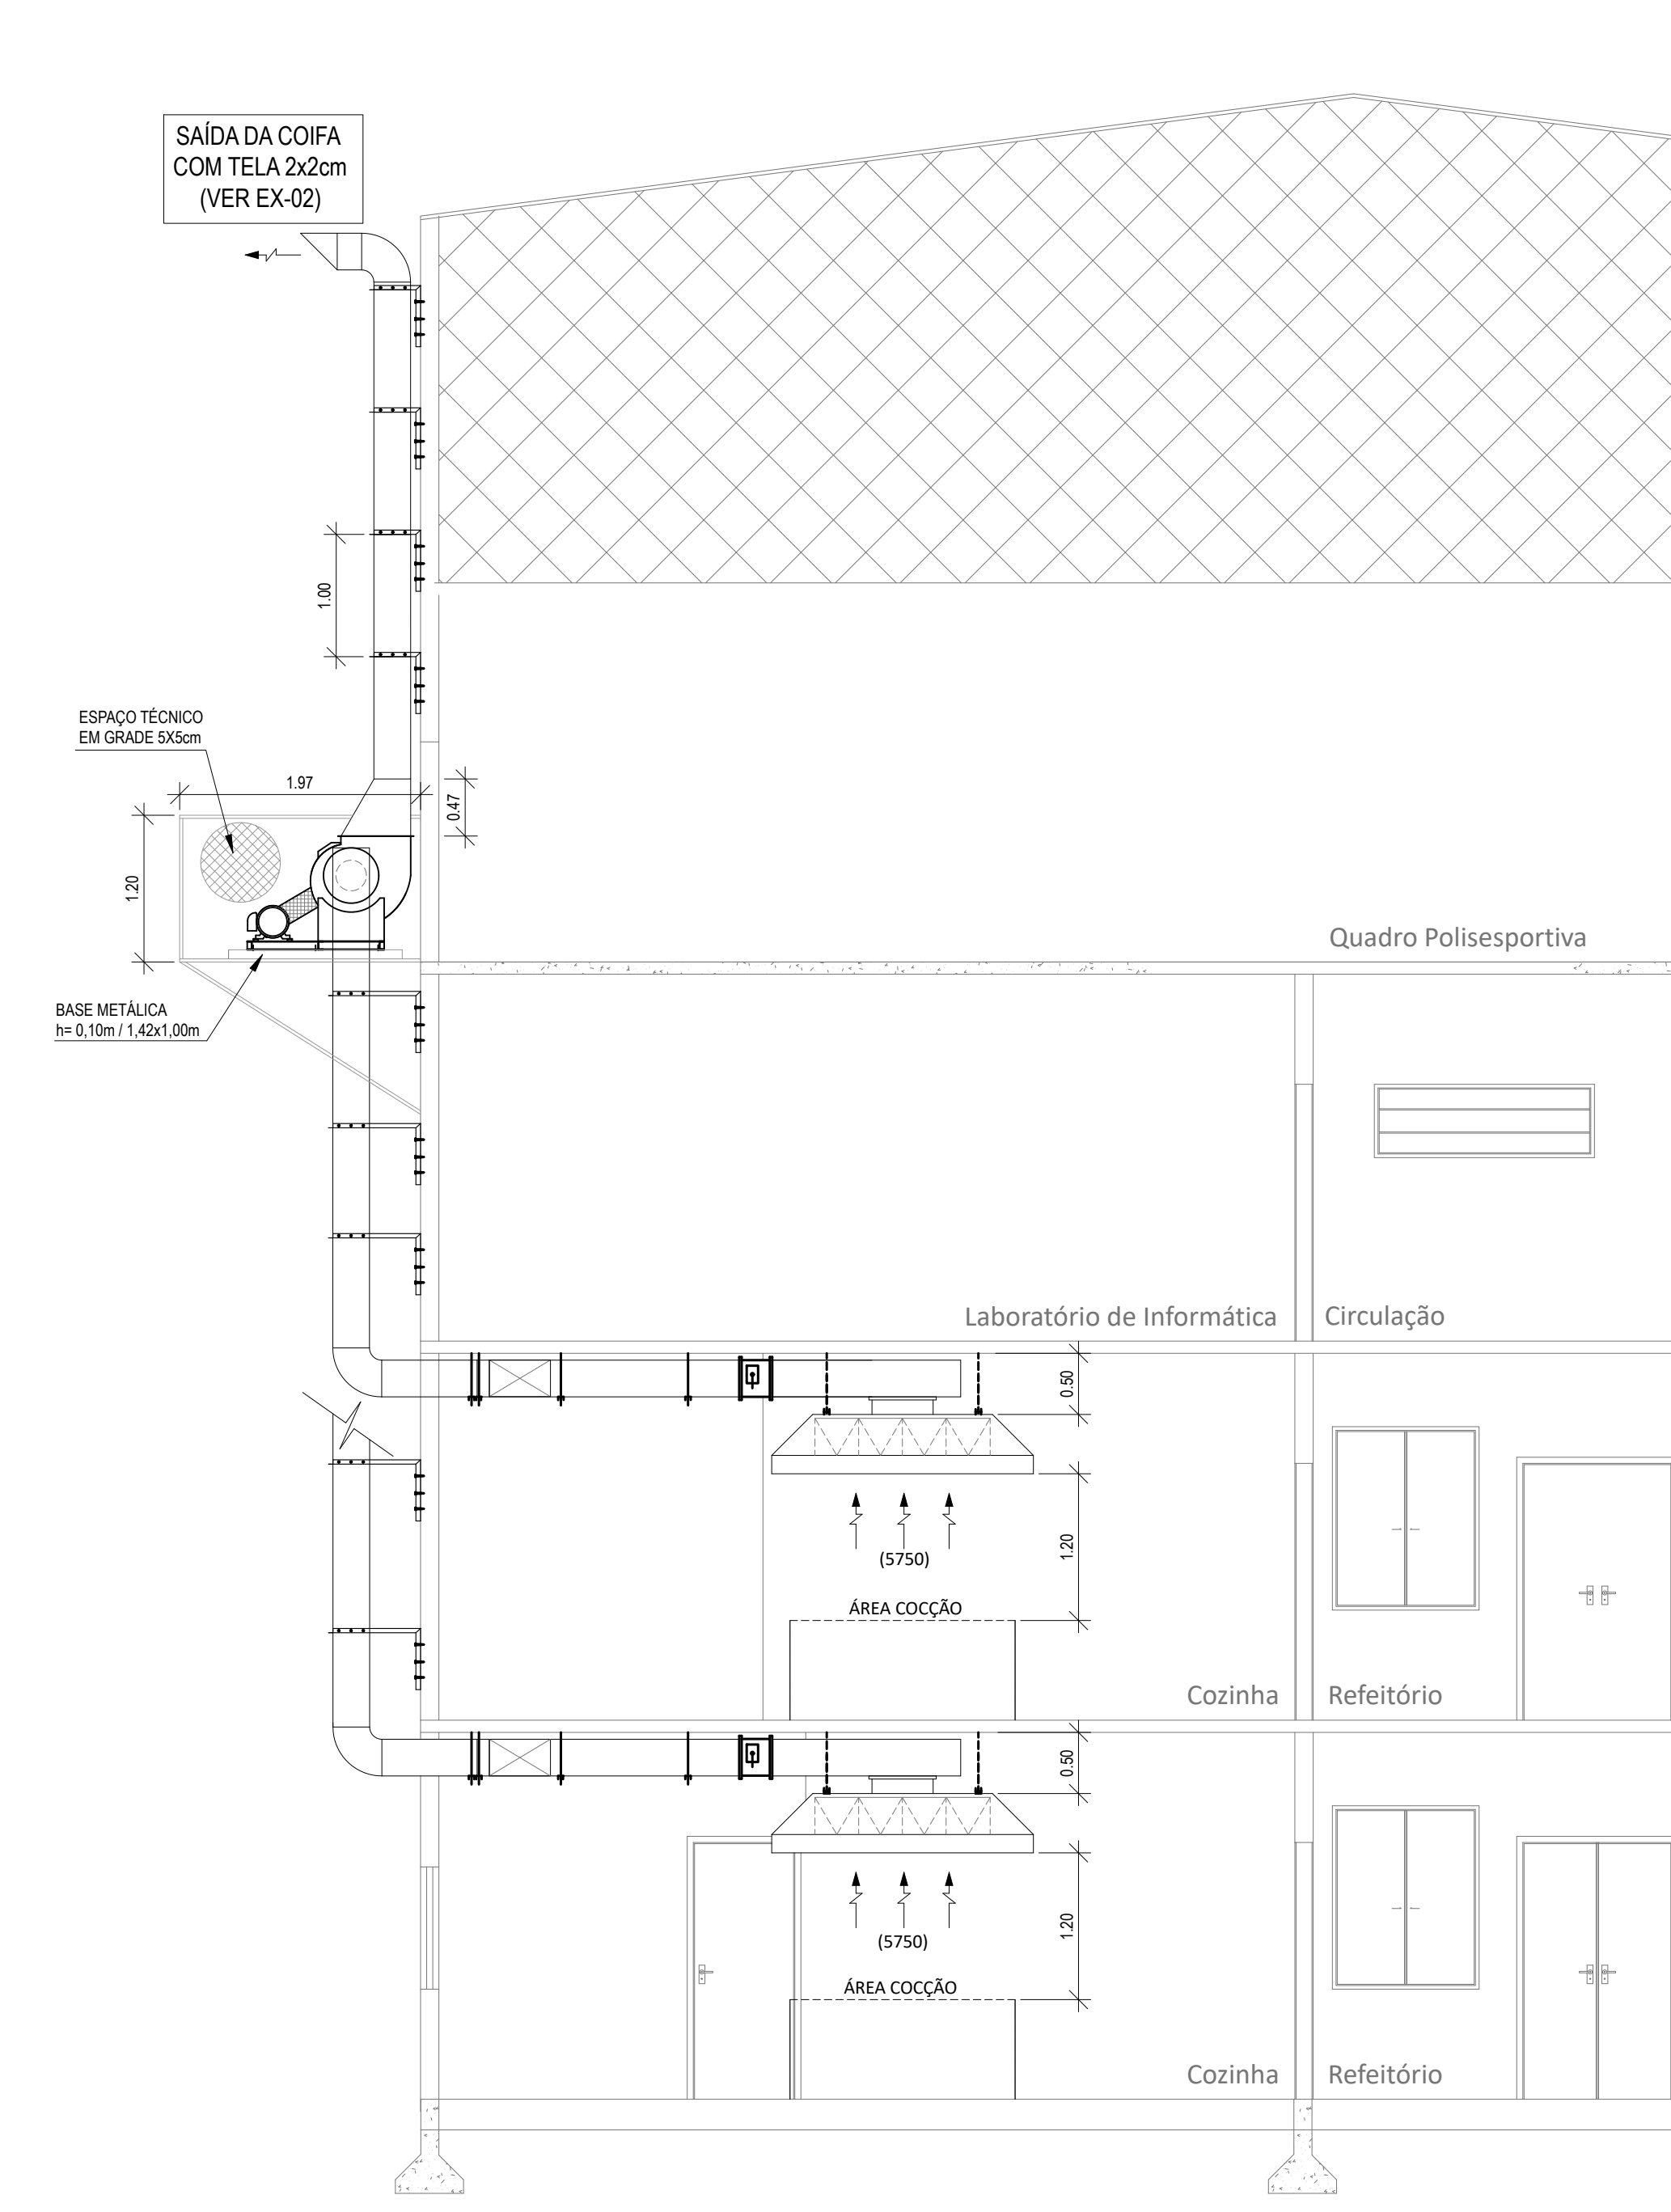 SAÍDA DA COIFA
COM TELA 2x2cm
(VER EX-02)
1.00
ESPAÇO TÉCNICO
EM GRADE 5X5cm
1.97
0.47
1.20
BASE METÁLICA
h= 0,10m / 1,42x1,00m
Quadro Polisesportiva
Laboratório de Informática
Circulação
0.50
1.20
(5750)
ÁREA COCÇÃO
Cozinha
Refeitório
0.50
1.20
(5750)
ÁREA COCÇÃO
Cozinha
Refeitório